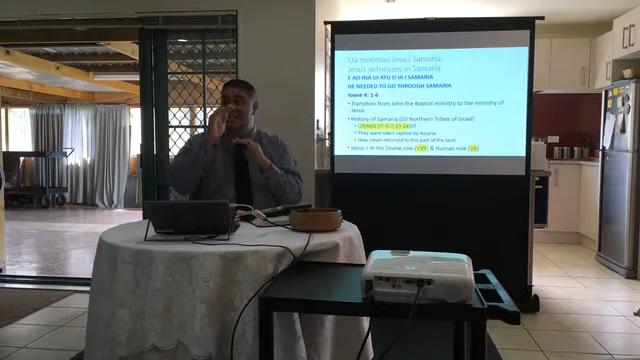 Ua molimau Iesu i Samaria
Jesus witnesses in Samaria
E AO INA UI ATU O IA I SAMARIA
HE NEEDED TO GO THROUGH SAMARIA
Ioane 4: 1-6
• Transition from John the Baptist ministry to the ministry of
Jesus
• History of Samaria (10 Northern Tribes of Israel)
• They were taken captive by Assyria
• Jews never returned to this part of the land
• Jesus = In His Divine role (V39) & Human role (V6)